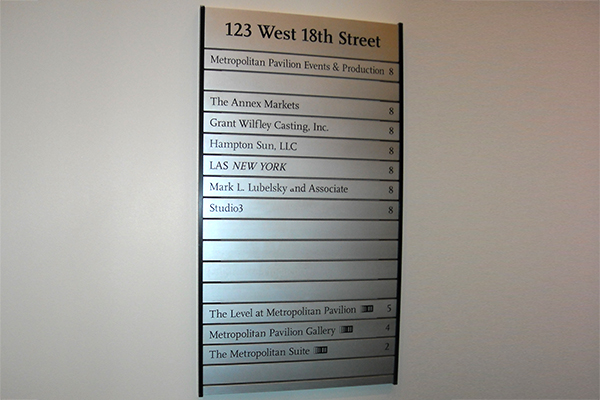 123 West 18th Street
Metropolitan Pavilion Events & Production 8
The Annex Markets 8
Grant Wilfley Casting, Inc. 8
Hampton Sun, LLC 8
LAS NEW YORK 8
Mark L. Lubelsky and Associate 8
Studio3 8
The Level at Metropolitan Pavilion 5
Metropolitan Pavilion Gallery 4
The Metropolitan Suite 2